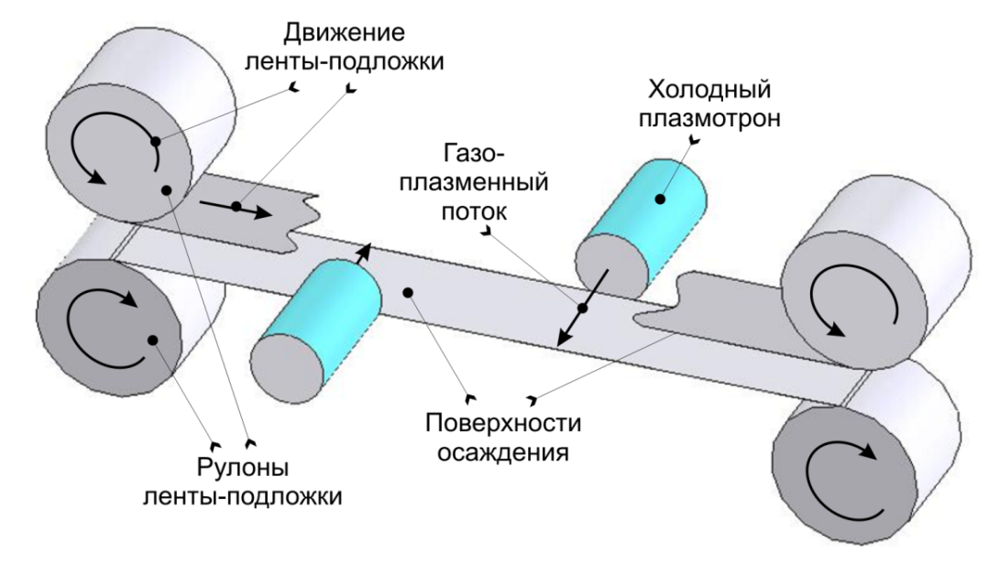 Движение
ленты-подложки
Холодный
плазмотрон
Газо-
плазменный
поток
Поверхности
осаждения
Рулоны
ленты-подложки